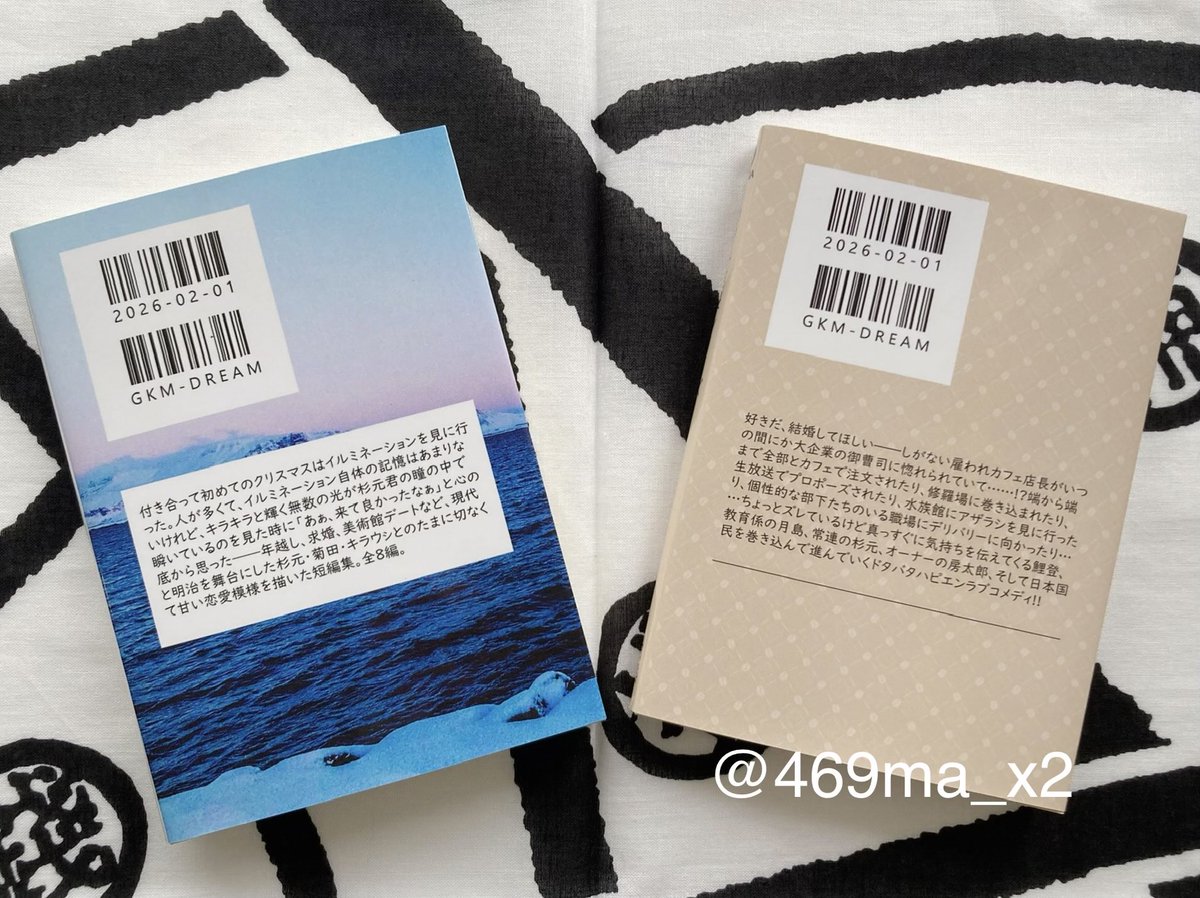 2026-02-01
GKM-DREAM
付き合って初めてのクリスマスはイルミネーションを見に行
った。人が多くて、イルミネーション自体の記憶はあまりな
いけれど、キラキラと輝く無数の光が杉元君の瞳の中で
瞬いているのを見た時に「あぁ、来て良かったなぁ」と心の
底から思った――年越し、求婚、美術館デートなど、現代
と明治を舞台にした杉元・菊田・キラウシとのたまに切なく
て甘い恋愛模様を描いた短編集。全8編。
2026-02-01
GKM-DREAM
好きだ、結婚してほしい――しがない雇われカフェ店長がいつ
の間にか大企業の御曹司に惚れられていて……!?端から端
まで全部とカフェで注文されたり、修羅場に巻き込まれたり、
生放送でプロポーズされたり、水族館にアザラシを見に行った
り、個性的な部下たちのいる職場にデリバリーに向かったり…
…ちょっとズレているけど真っすぐに気持ちを伝えてくる鯉登、
教育係の月島、常連の杉元、オーナーの房太郎、そして日本国
民を巻き込んで進んでいくドタバタハピエンラブコメディ!!
@469ma_x2